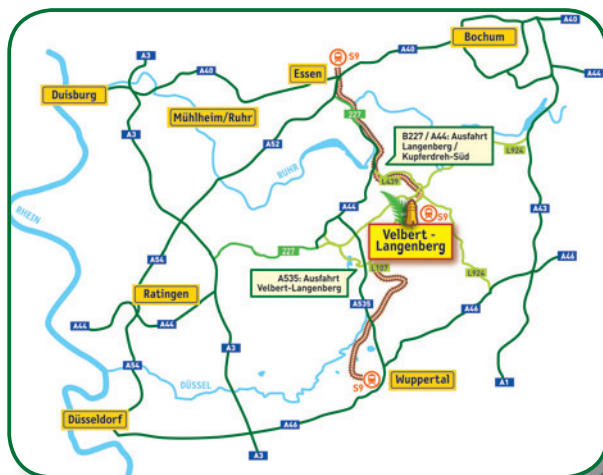 A40
Bochum
A3
S9
A40
Essen
A44
A40
Duisburg
Mühlheim/Ruhr
227
A3
A52
B227 / A44: Ausfahrt
Langenberg /
Kupferdreh-Süd
L924
RUHR
L439
RHEIN
A44
S9
A43
Velbert -
Langenberg
227
A54
A46
L107
A535: Ausfahrt
Velbert-Langenberg
L924
Ratingen
A535
A46
A44
A44
A3
A54
DÜSSEL
S9
Wuppertal
A1
Düsseldorf
A46
A3